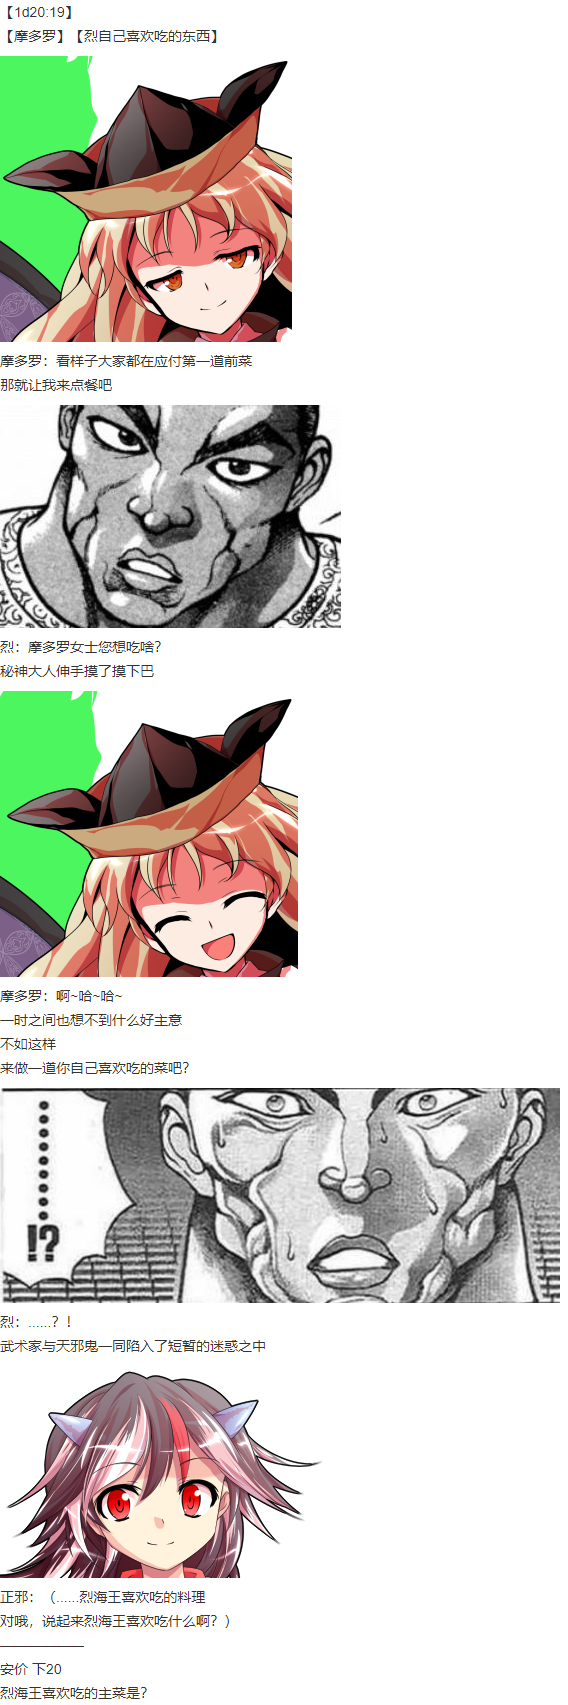 【1d20:19】
【摩多罗】【烈自己喜欢吃的东西】
摩多罗：看样子大家都在应付第一道前菜
那就让我来点餐吧
烈：摩多罗女士您想吃啥？
秘神大人伸手摸了摸下巴
摩多罗：啊~哈~哈~
一时之间也想不到什么好主意
不如这样
来做一道你自己喜欢吃的菜吧？
………!?
烈：......？！
武术家与天邪鬼一同陷入了短暂的迷惑之中
正邪：（......烈海王喜欢吃的料理
对哦，说起来烈海王喜欢吃什么啊？）
——————
安价 下20
烈海王喜欢吃的主菜是？